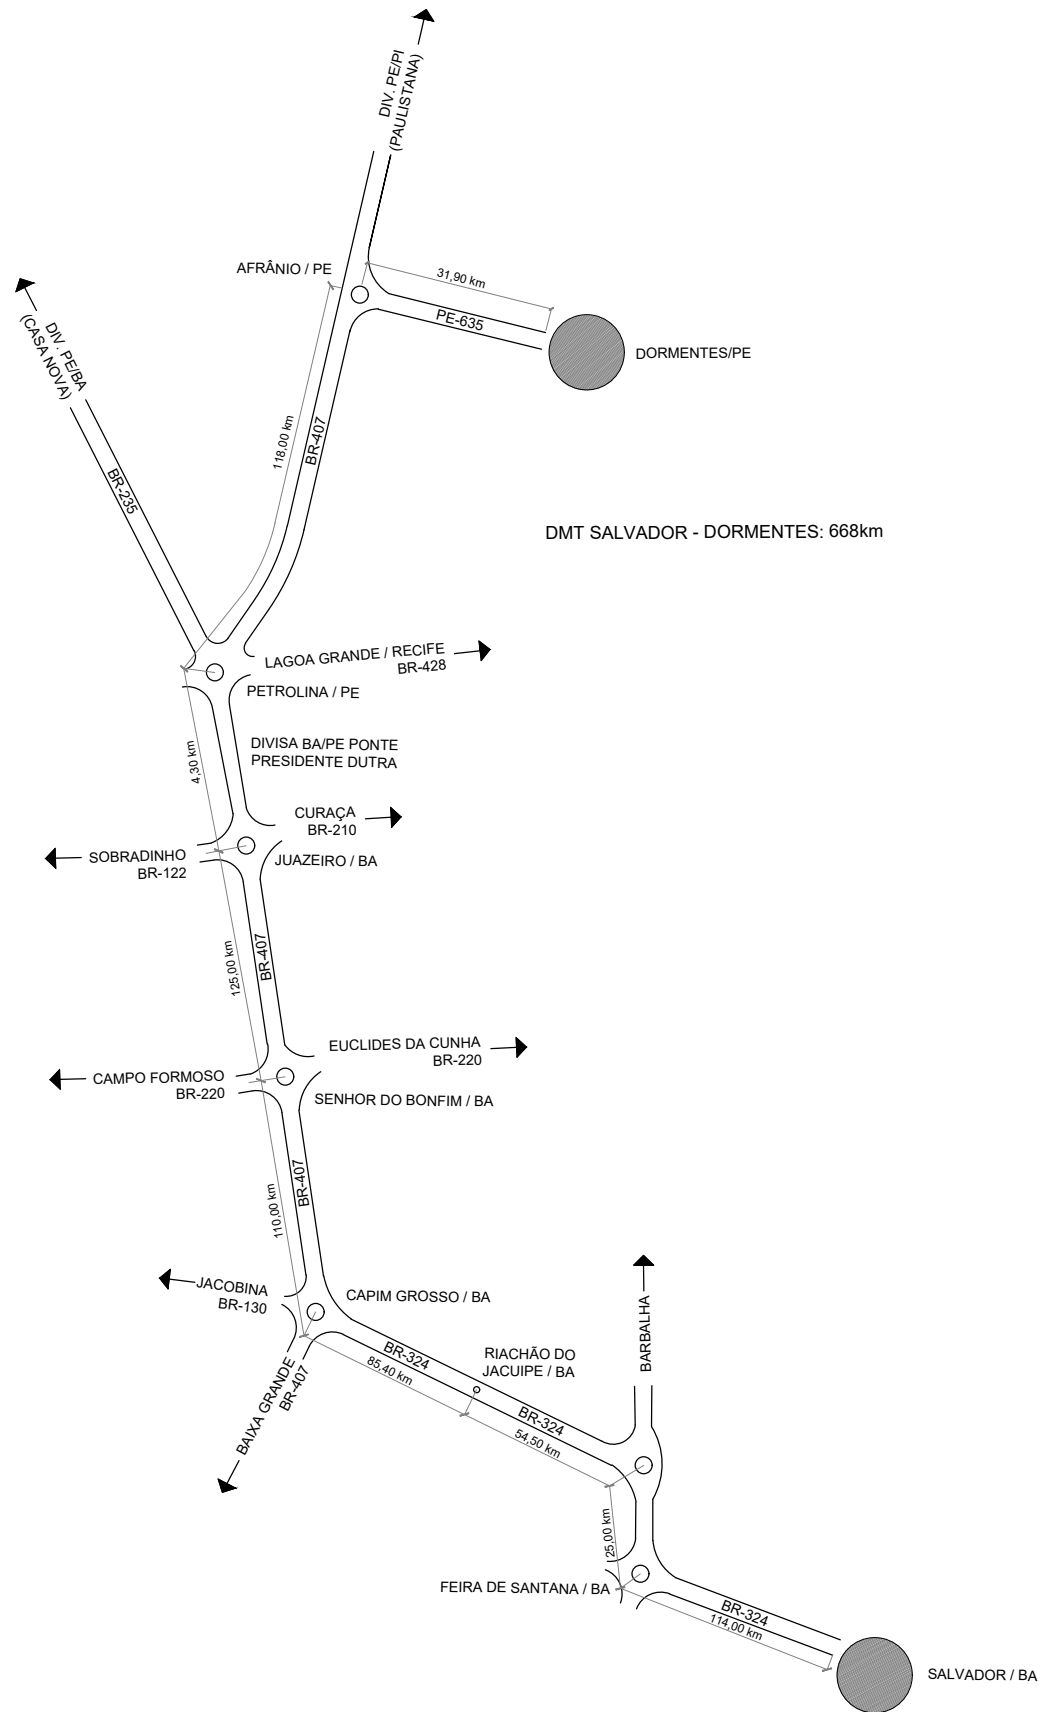 DIV. PE/PI
(PAULISTANA)
AFRÂNIO / PE
31,90 km
PE-635
DORMENTES/PE
DIV. PE/BA
(CASA NOVA)
118,00 km
BR-407
BR-235
DMT SALVADOR - DORMENTES: 668km
LAGOA GRANDE / RECIFE
BR-428
PETROLINA / PE
4,30 km
DIVISA BA/PE PONTE
PRESIDENTE DUTRA
CURAÇA
BR-210
SOBRADINHO
BR-122
JUAZEIRO / BA
125,00 km
BR-407
EUCLIDES DA CUNHA
BR-220
CAMPO FORMOSO
BR-220
SENHOR DO BONFIM / BA
110,00 km
BR-407
JACOBINA
BR-130
CAPIM GROSSO / BA
BAIXA GRANDE
BR-407
BR-324
85,40 km
RIACHÃO DO
JACUIPE / BA
BARBALHA
BR-324
54,50 km
25,00 km
FEIRA DE SANTANA / BA
BR-324
114,00 km
SALVADOR / BA